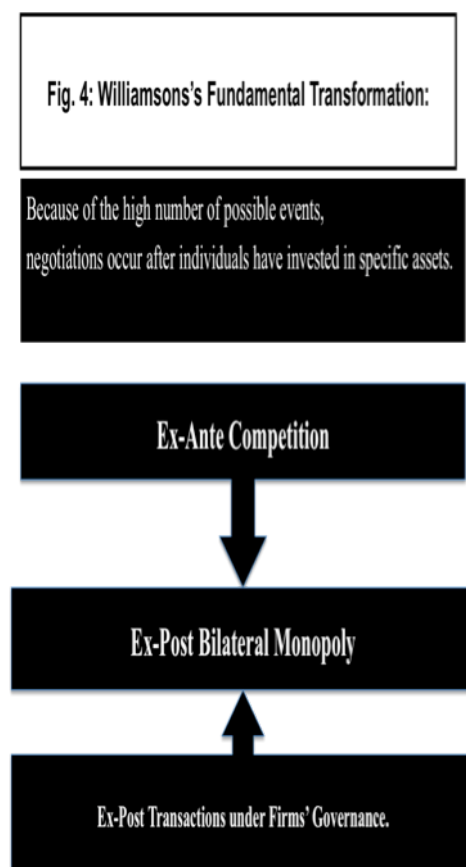 Fig. 4: Williamsons's Fundamental Transformation:
Because of the high number of possible events,
negotiations occur after individuals have invested in specific assets.
Ex-Ante Competition
Ex-Post Bilateral Monopoly
Ex-Post Transactions under Firms' Governance.